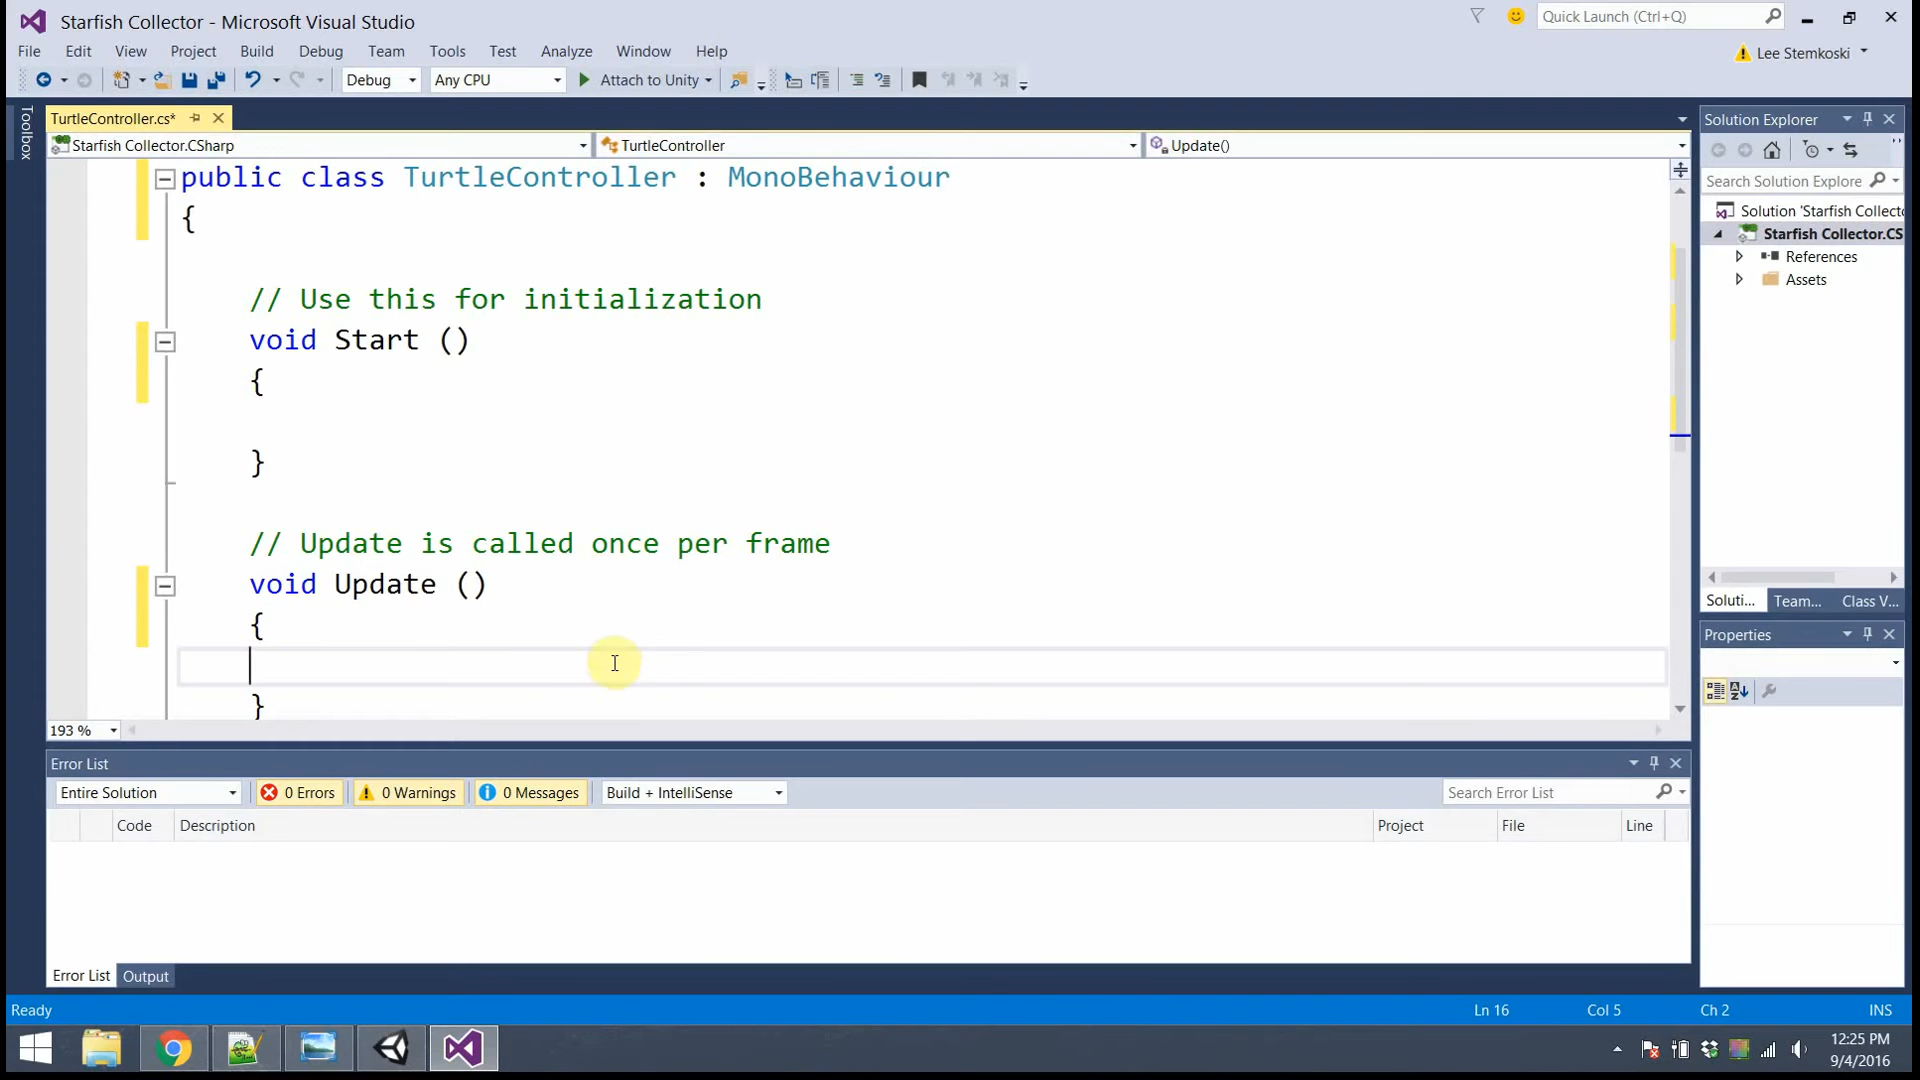 Starfish Collector - Microsoft Visual Studio
Quick Launch (Ctrl+Q)
File Edit View Project Build Debug Team Tools Test Analyze Window Help
Lee Stemkoski
Debug Any CPU Attach to Unity
Toolbox
TurtleController.cs*
Starfish Collector.CSharp TurtleController Update()
public class TurtleController : MonoBehaviour
{
// Use this for initialization
void Start ()
{
}
// Update is called once per frame
void Update ()
{
}
193 %
Solution Explorer
Search Solution Explore
Solution 'Starfish Collecto
Starfish Collector.CS
References
Assets
Soluti... Team... Class V...
Properties
Error List
Entire Solution 0 Errors 0 Warnings 0 Messages Build + IntelliSense Search Error List
Code Description Project File Line
Error List Output
Ready Ln 16 Col 5 Ch 2 INS
12:25 PM
9/4/2016